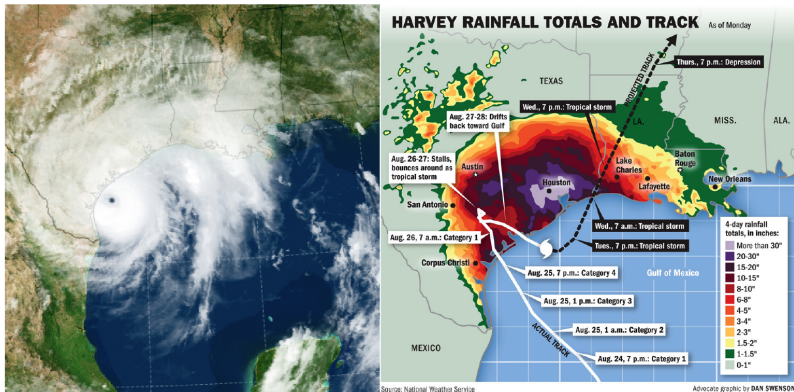 HARVEY RAINFALL TOTALS AND TRACK
As of Monday
Thurs., 7 p.m.: Depression
PROJECTED TRACK
TEXAS
Wed., 7 p.m.: Tropical storm
Aug. 27-28: Drifts
back toward Gulf
LA.
MISS.
ALA.
Aug. 26-27: Stalls,
bounces around as
tropical storm
Austin
Lake
Charles
Baton
Rouge
Houston
Lafayette
New Orleans
San Antonio
Aug. 26, 7 a.m.: Category 1
Wed., 7 a.m.: Tropical storm
Tues., 7 p.m.: Tropical storm
Corpus Christi
Aug. 25, 7 p.m.: Category 4
Gulf of Mexico
Aug. 25, 1 p.m.: Category 3
Aug. 25, 1 a.m.: Category 2
ACTUAL TRACK
Aug. 24, 7 p.m.: Category 1
MEXICO
4-day rainfall
totals, in inches:
More than 30"
20-30"
15-20"
10-15"
8-10"
6-8"
4-5"
3-4"
2-3"
1.5-2"
1-1.5"
0-1"
Source: National Weather Service
Advocate graphic by DAN SWENSON